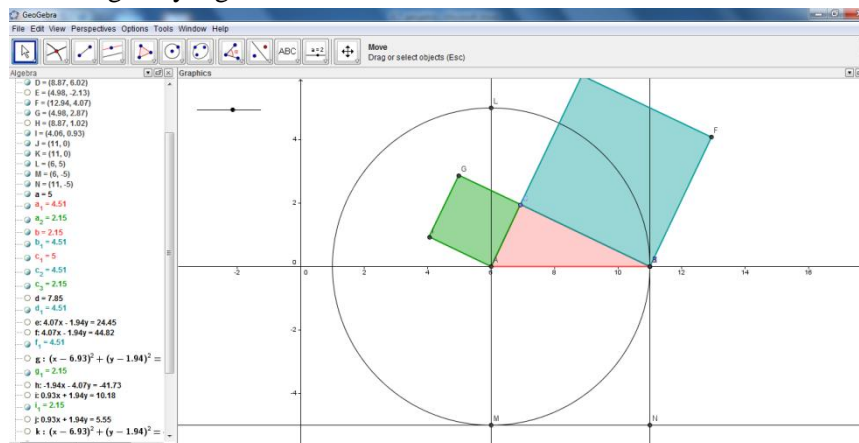 GeoGebra
File Edit View Perspectives Options Tools Window Help
ABC
a=2
Move
Drag or select objects (Esc)
Algebra
Graphics
D = (8.87, 6.02)
E = (4.98, -2.13)
F = (12.94, 4.07)
G = (4.98, 2.87)
H = (8.87, 1.02)
I = (4.06, 0.93)
J = (11, 0)
K = (11, 0)
L = (6, 5)
M = (6, -5)
N = (11, -5)
a = 5
a₁ = 4.51
a₂ = 2.15
b = 2.15
b₁ = 4.51
c₁ = 5
c₂ = 4.51
c₃ = 2.15
d = 7.85
d₁ = 4.51
e: 4.07x - 1.94y = 24.45
f: 4.07x - 1.94y = 44.82
f₁ = 4.51
g : (x − 6.93)² + (y − 1.94)² =
g₁ = 2.15
h: -1.94x - 4.07y = -41.73
i: 0.93x + 1.94y = 10.18
i₁ = 2.15
j: 0.93x + 1.94y = 5.55
k : (x − 6.93)² + (y − 1.94)² =
L
F
4
G
2
A
0
-2 0 2 4 6 8 10 12 14 16
-2
-4
M
N